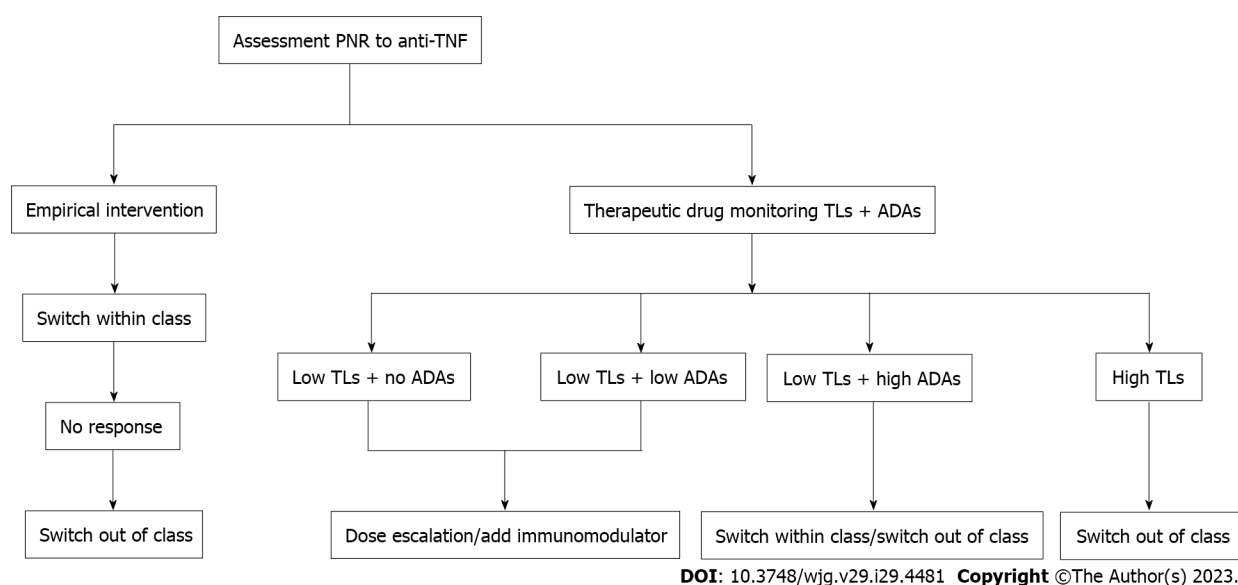 Assessment PNR to anti-TNF
Empirical intervention
Therapeutic drug monitoring TLs + ADAs
Switch within class
Low TLs + no ADAs
Low TLs + low ADAs
Low TLs + high ADAs
High TLs
No response
Switch out of class
Dose escalation/add immunomodulator
Switch within class/switch out of class
Switch out of class
DOI: 10.3748/wjg.v29.i29.4481 Copyright ©The Author(s) 2023.